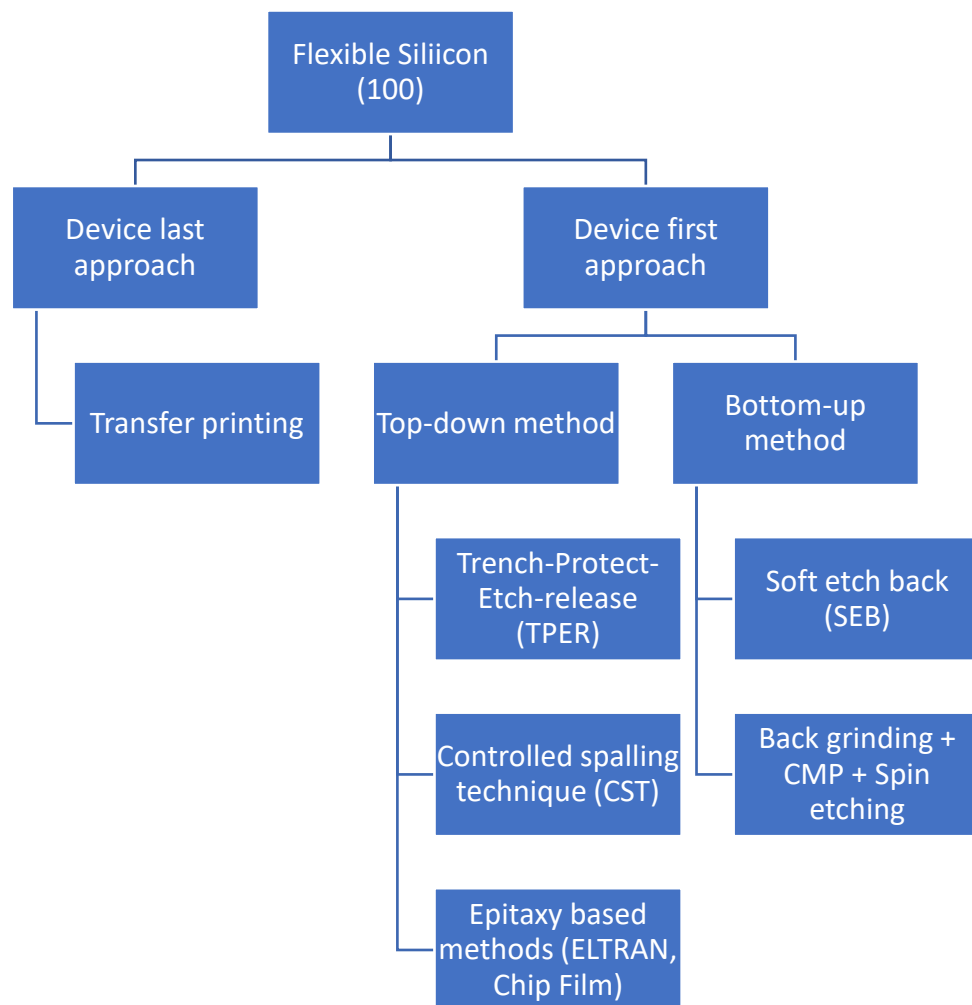 Flexible Siliicon
(100)
Device last
approach
Device first
approach
Transfer printing
Top-down method
Bottom-up
method
Trench-Protect-
Etch-release
(TPER)
Soft etch back
(SEB)
Controlled spalling
technique (CST)
Back grinding +
CMP + Spin
etching
Epitaxy based
methods (ELTRAN,
Chip Film)